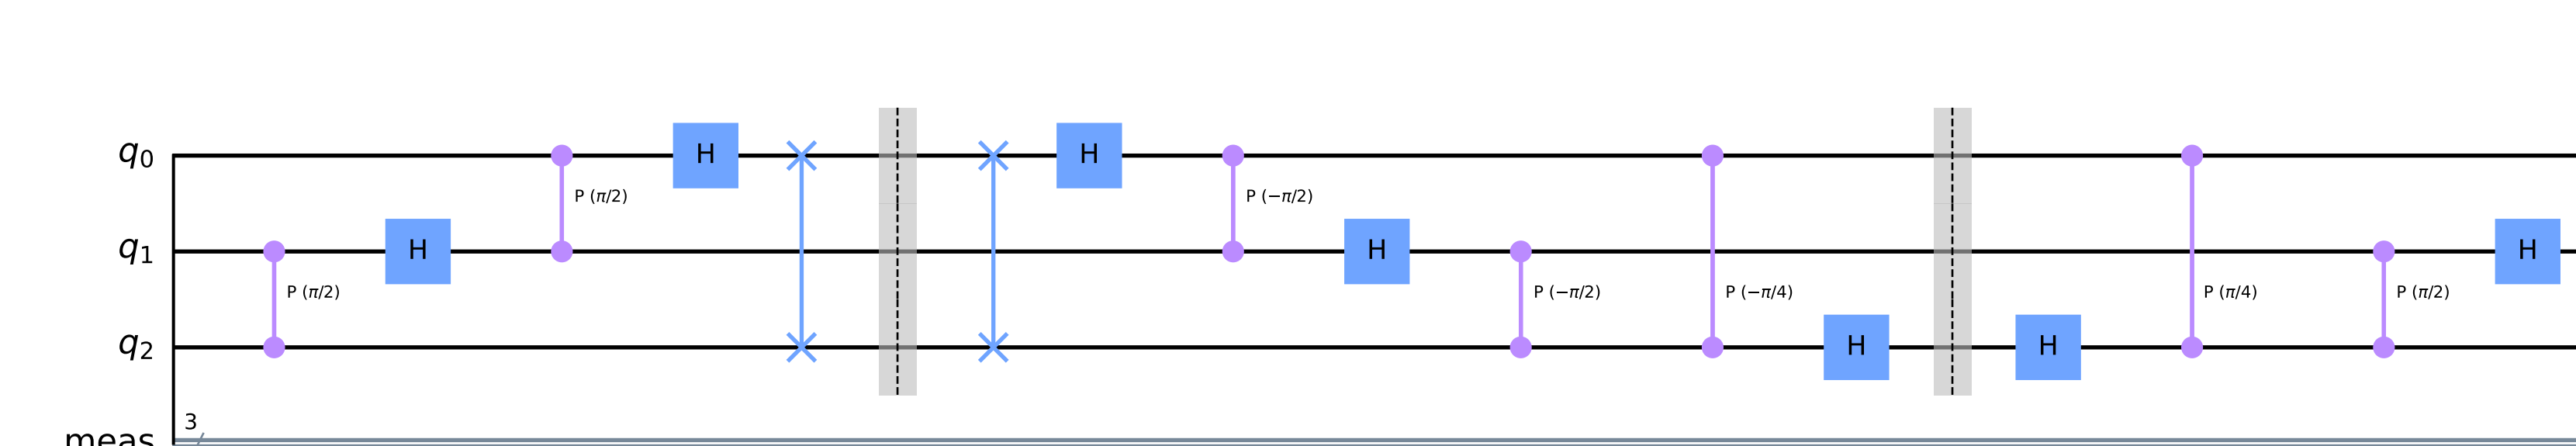 q0 H H
P (π/2) P (−π/2)
q1 H H H
P (π/2) P (−π/2) P (−π/4) P (π/4) P (π/2)
q2 H H
3
meas